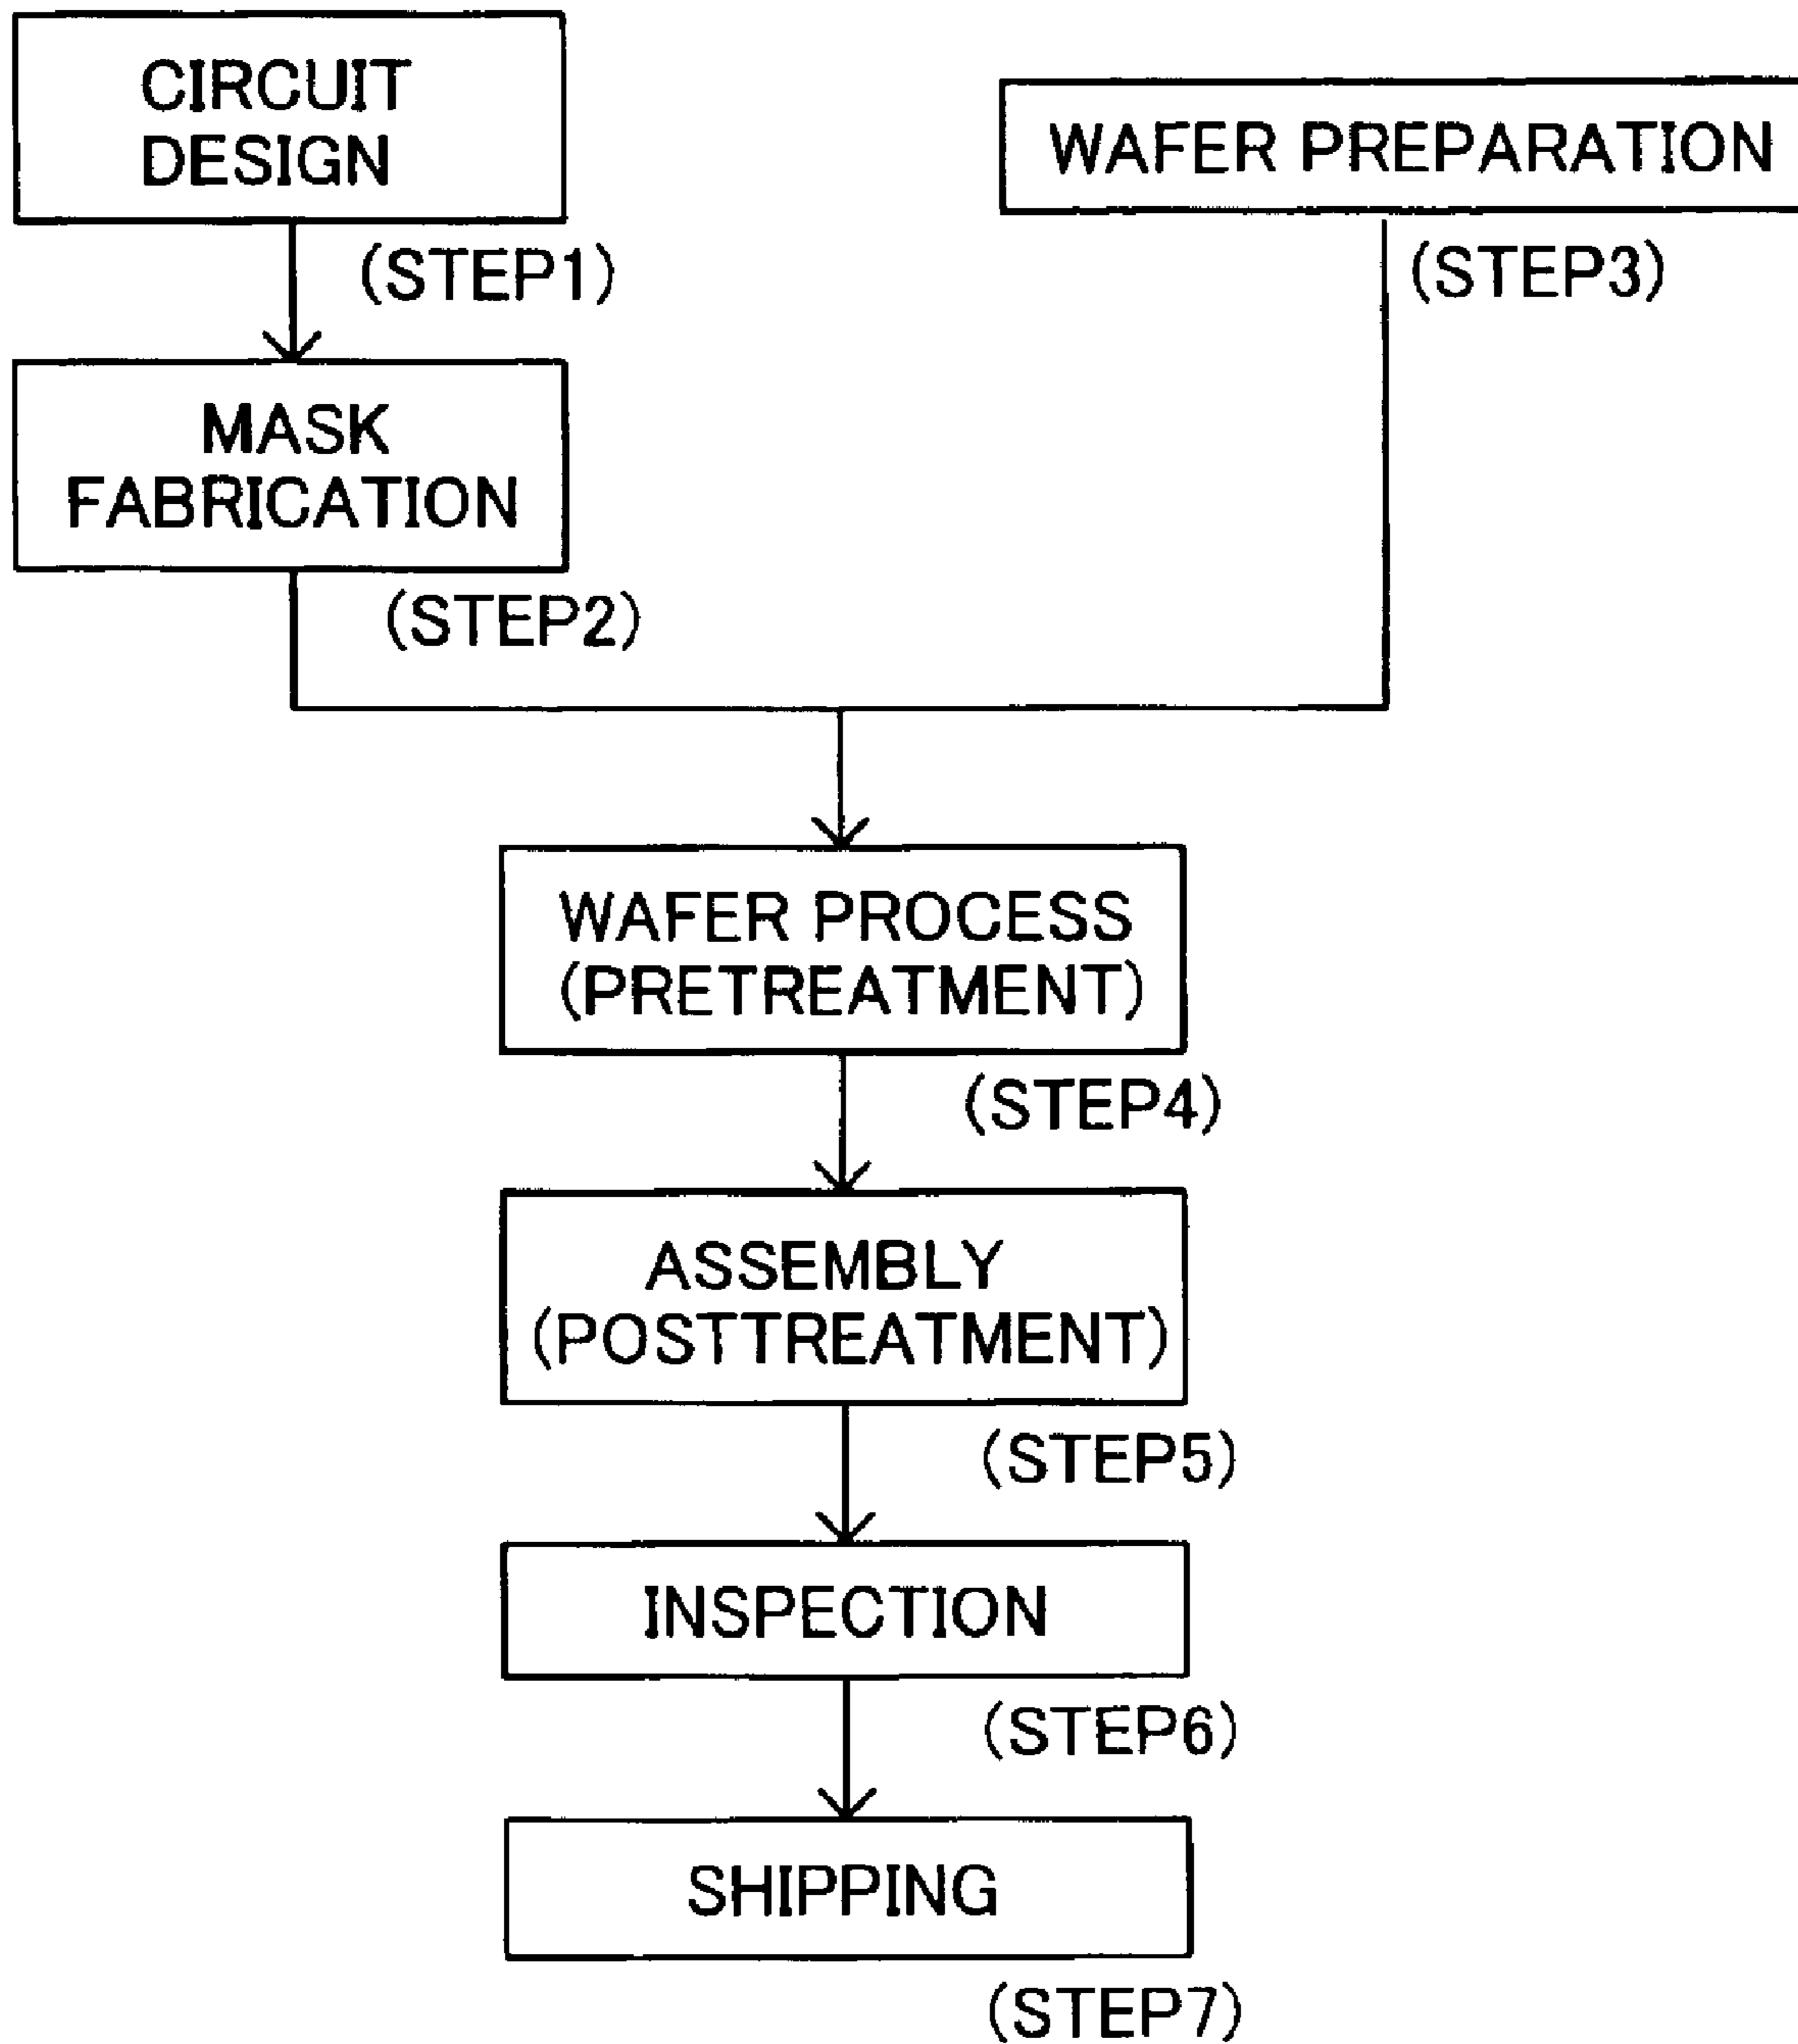 CIRCUIT
DESIGN
(STEP1)
WAFER PREPARATION
(STEP3)
MASK
FABRICATION
(STEP2)
WAFER PROCESS
(PRETREATMENT)
(STEP4)
ASSEMBLY
(POSTTREATMENT)
(STEP5)
INSPECTION
(STEP6)
SHIPPING
(STEP7)